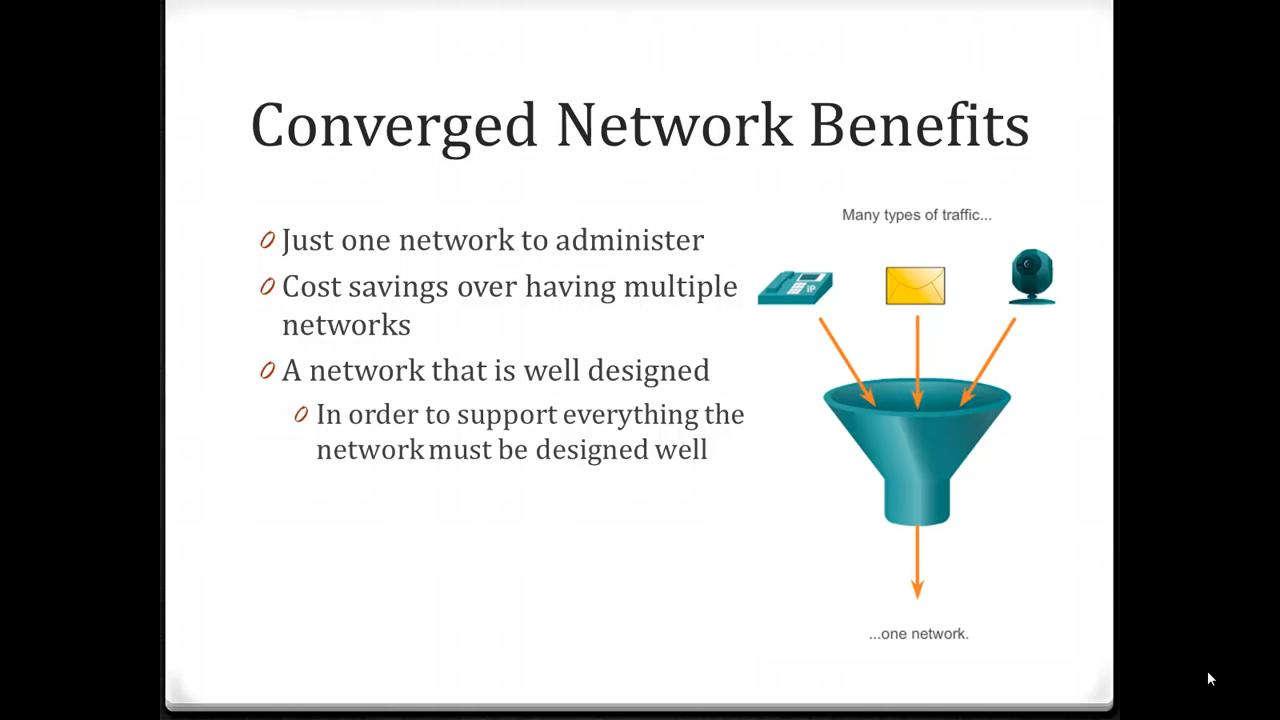 Converged Network Benefits
Many types of traffic...
Just one network to administer
Cost savings over having multiple
networks
A network that is well designed
In order to support everything the
network must be designed well
IP
...one network.